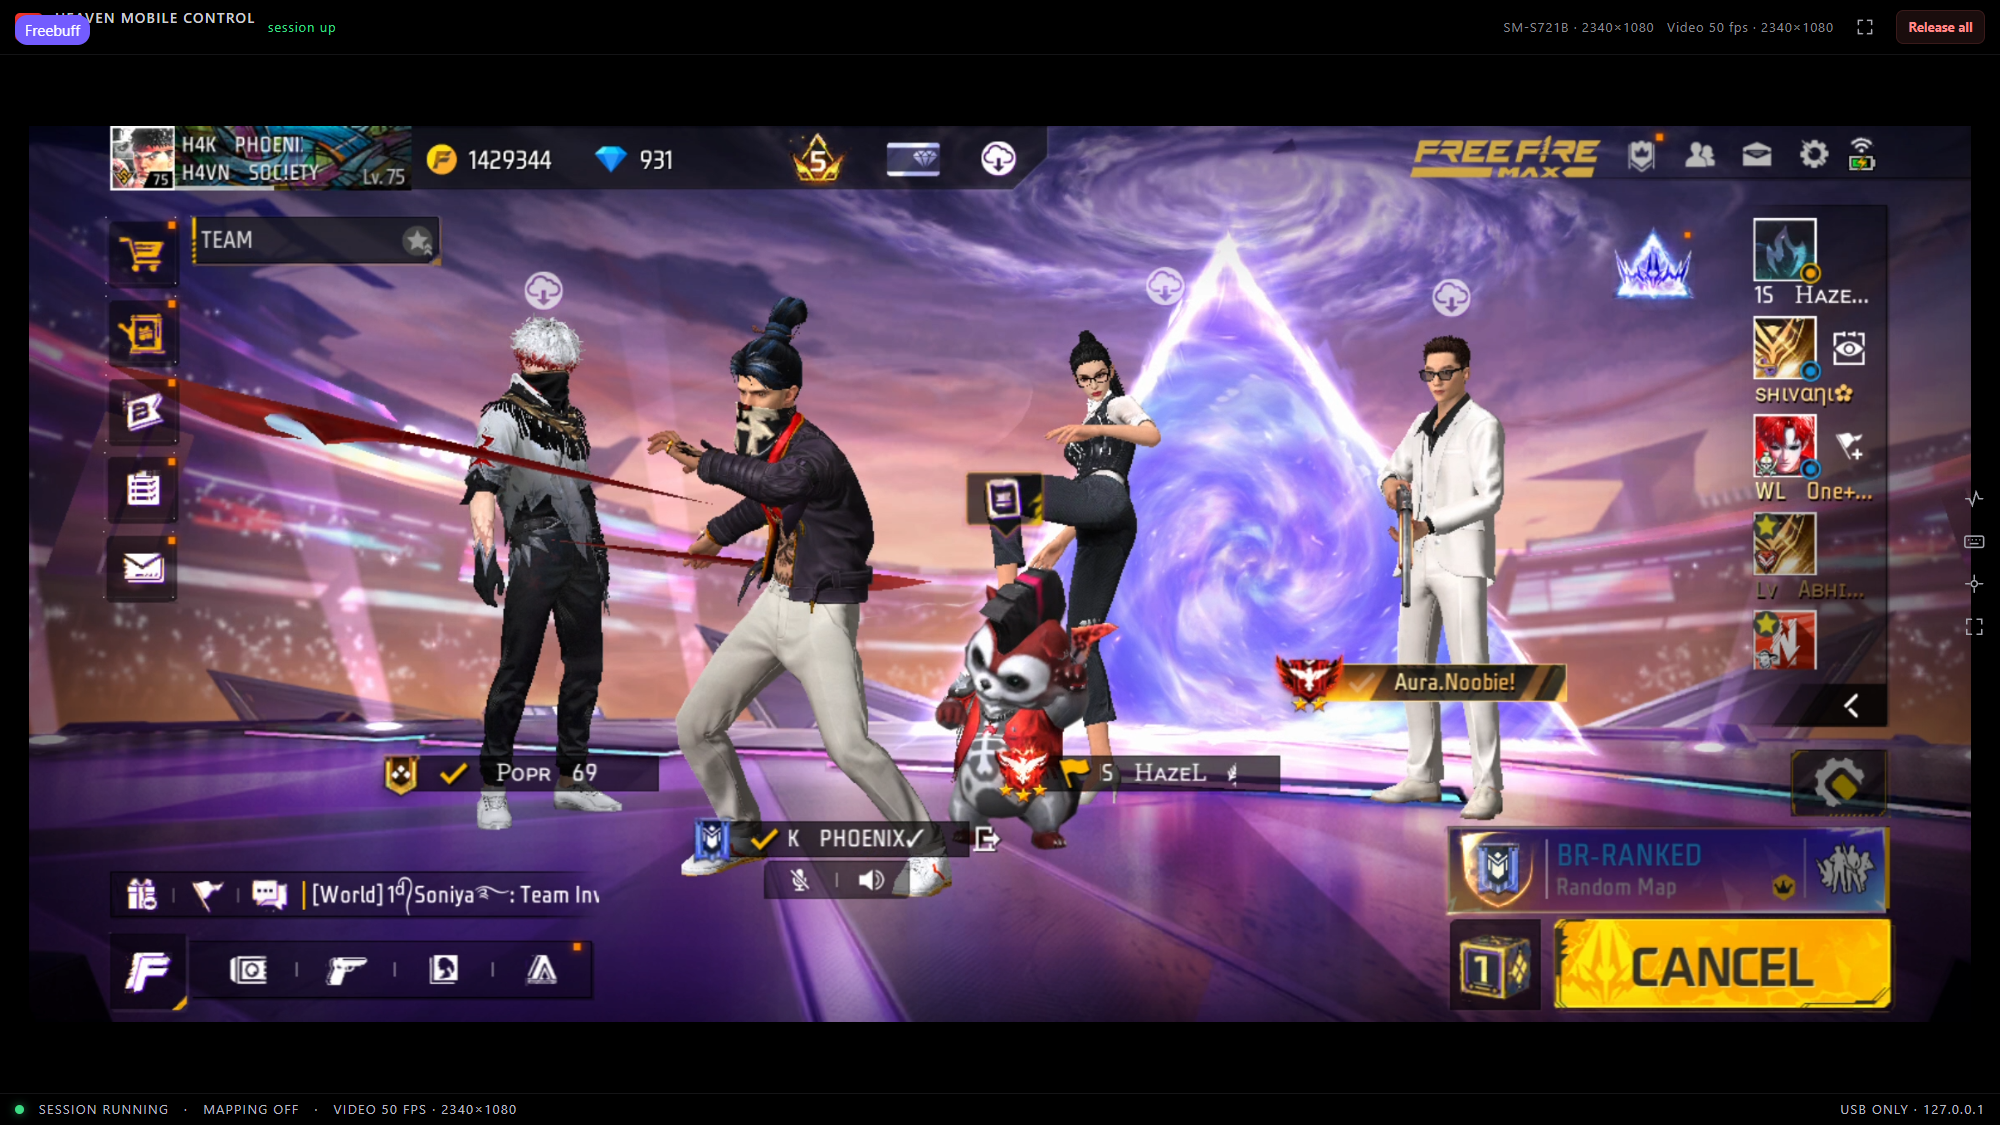 HEAVEN MOBILE CONTROL
Freebuff
session up
SM-S721B · 2340×1080 Video 50 fps · 2340×1080
Release all
H4K PHOENI
H4VN SOC!ETY
Lv. 75
75
1429344
931
5
FREE FIRE
MAX
TEAM
1S HAZE...
SHIVANI✿
WL One+...
LV ABHI...
Aura.Noobie!
POPR 69
S HAZEL
K PHOENIX✓
BR-RANKED
Random Map
[World] Soniya : Team Inv
1
CANCEL
SESSION RUNNING · MAPPING OFF · VIDEO 50 FPS · 2340×1080
USB ONLY · 127.0.0.1